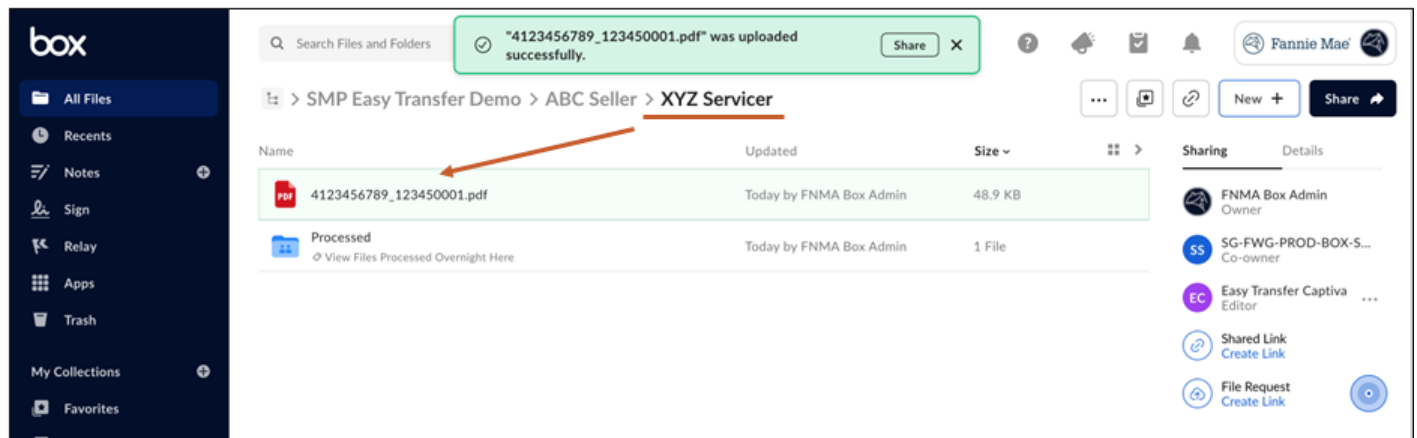 box
Search Files and Folders
"4123456789_123450001.pdf" was uploaded
successfully.
Share
Fannie Mae
All Files
Recents
Notes
Sign
Relay
Apps
Trash
My Collections
Favorites
SMP Easy Transfer Demo > ABC Seller > XYZ Servicer
New +
Share
Name Updated Size
PDF 4123456789_123450001.pdf Today by FNMA Box Admin 48.9 KB
Processed Today by FNMA Box Admin 1 File
View Files Processed Overnight Here
Sharing Details
FNMA Box Admin
Owner
SS SG-FWG-PROD-BOX-S...
Co-owner
EC Easy Transfer Captiva
Editor
Shared Link
Create Link
File Request
Create Link